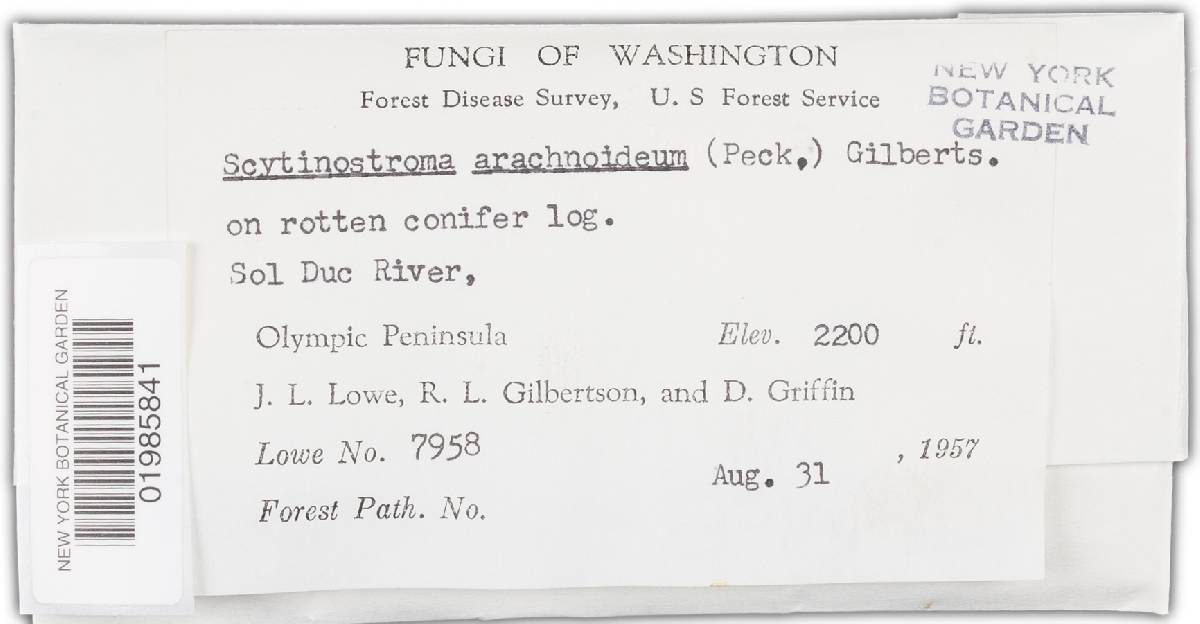 FUNGI OF WASHINGTON
Forest Disease Survey, U. S Forest Service
NEW YORK
BOTANICAL
GARDEN
Scytinostroma arachnoideum (Peck.) Gilberts.
on rotten conifer log.
Sol Duc River,
Olympic Peninsula Elev. 2200 ft.
J. L. Lowe, R. L. Gilbertson, and D. Griffin
Lowe No. 7958
Aug. 31, 1957
Forest Path. No.
NEW YORK BOTANICAL GARDEN
01985841